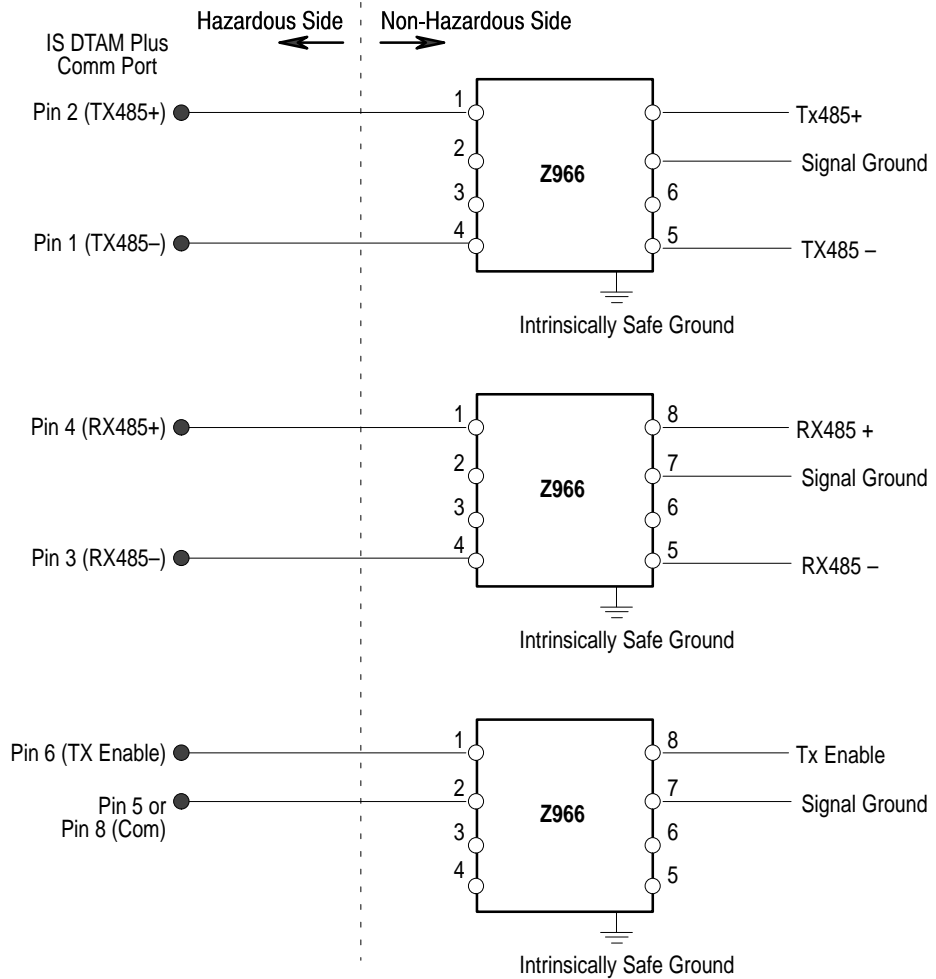 Hazardous Side
Non-Hazardous Side
IS DTAM Plus
Comm Port
Pin 2 (TX485+)
1
Tx485+
2
Signal Ground
Z966
3
6
Pin 1 (TX485–)
4
5
TX485 –
Intrinsically Safe Ground
Pin 4 (RX485+)
1
8
RX485 +
2
7
Signal Ground
Z966
3
6
Pin 3 (RX485–)
4
5
RX485 –
Intrinsically Safe Ground
Pin 6 (TX Enable)
1
8
Tx Enable
Pin 5 or
Pin 8 (Com)
2
7
Signal Ground
Z966
3
6
4
5
Intrinsically Safe Ground